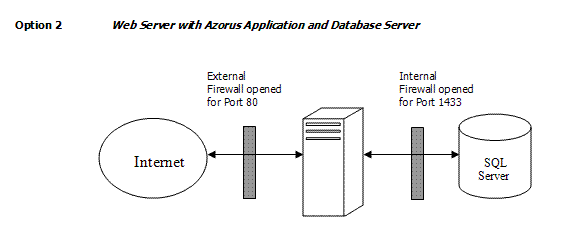 Option 2 Web Server with Azorus Application and Database Server
External
Firewall opened
for Port 80
Internal
Firewall opened
for Port 1433
Internet
SQL
Server